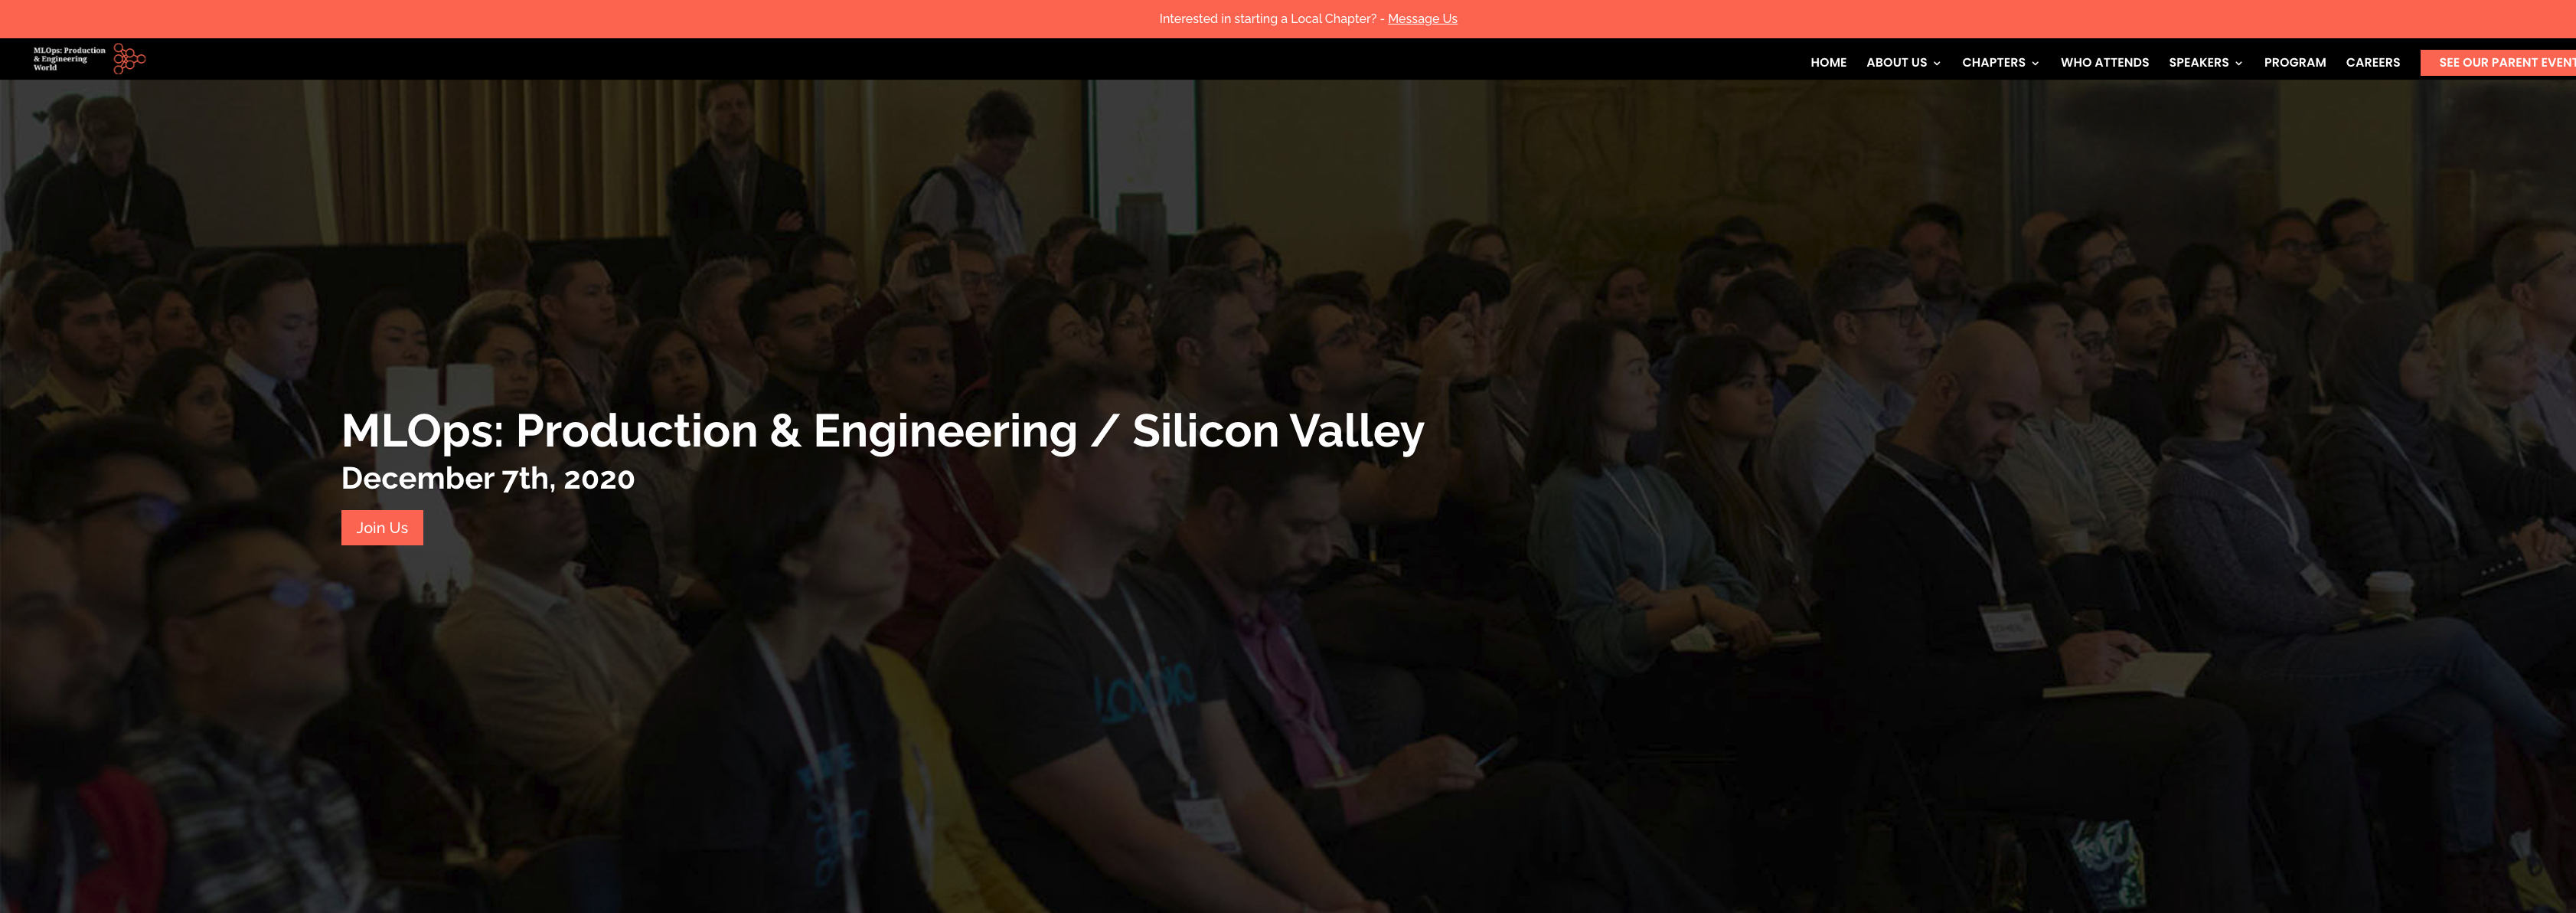 Interested in starting a Local Chapter? - Message Us
MLOps: Production
& Engineering
World
HOME ABOUT US CHAPTERS WHO ATTENDS SPEAKERS PROGRAM CAREERS SEE OUR PARENT EVENT
MLOps: Production & Engineering / Silicon Valley
December 7th, 2020
Join Us